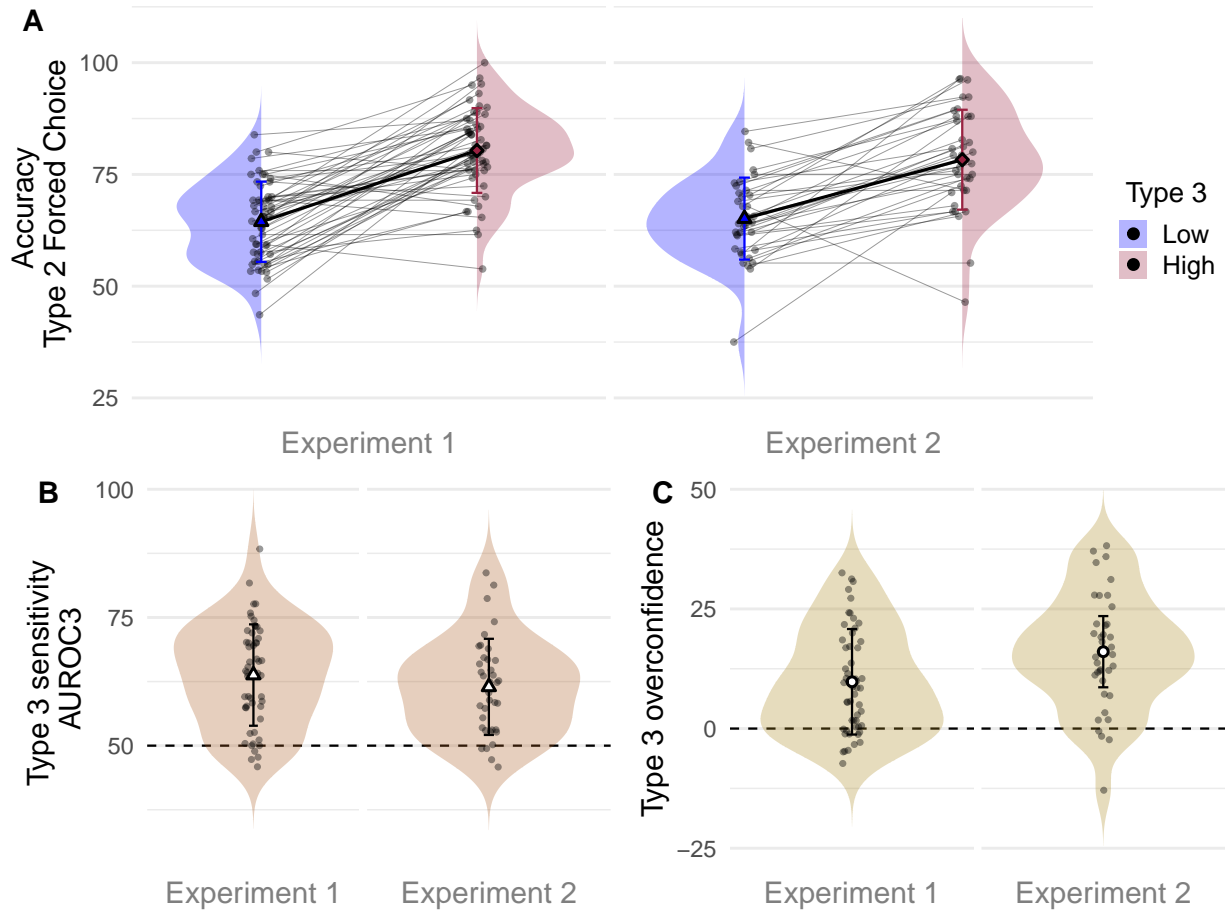 A
Accuracy
Type 2 Forced Choice
100
75
50
25
Experiment 1
Experiment 2
Type 3
Low
High
B
Type 3 sensitivity
AUROC3
100
75
50
Experiment 1
Experiment 2
C
Type 3 overconfidence
50
25
0
−25
Experiment 1
Experiment 2